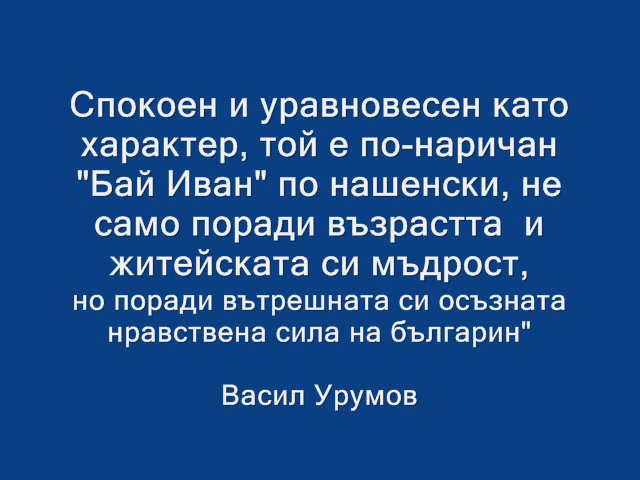 Спокоен и уравновесен като
характер, той е по-наричан
"Бай Иван" по нашенски, не
само поради възрастта  и
житейската си мъдрост,
но поради вътрешната си осъзната
нравствена сила на българин"
Васил Урумов